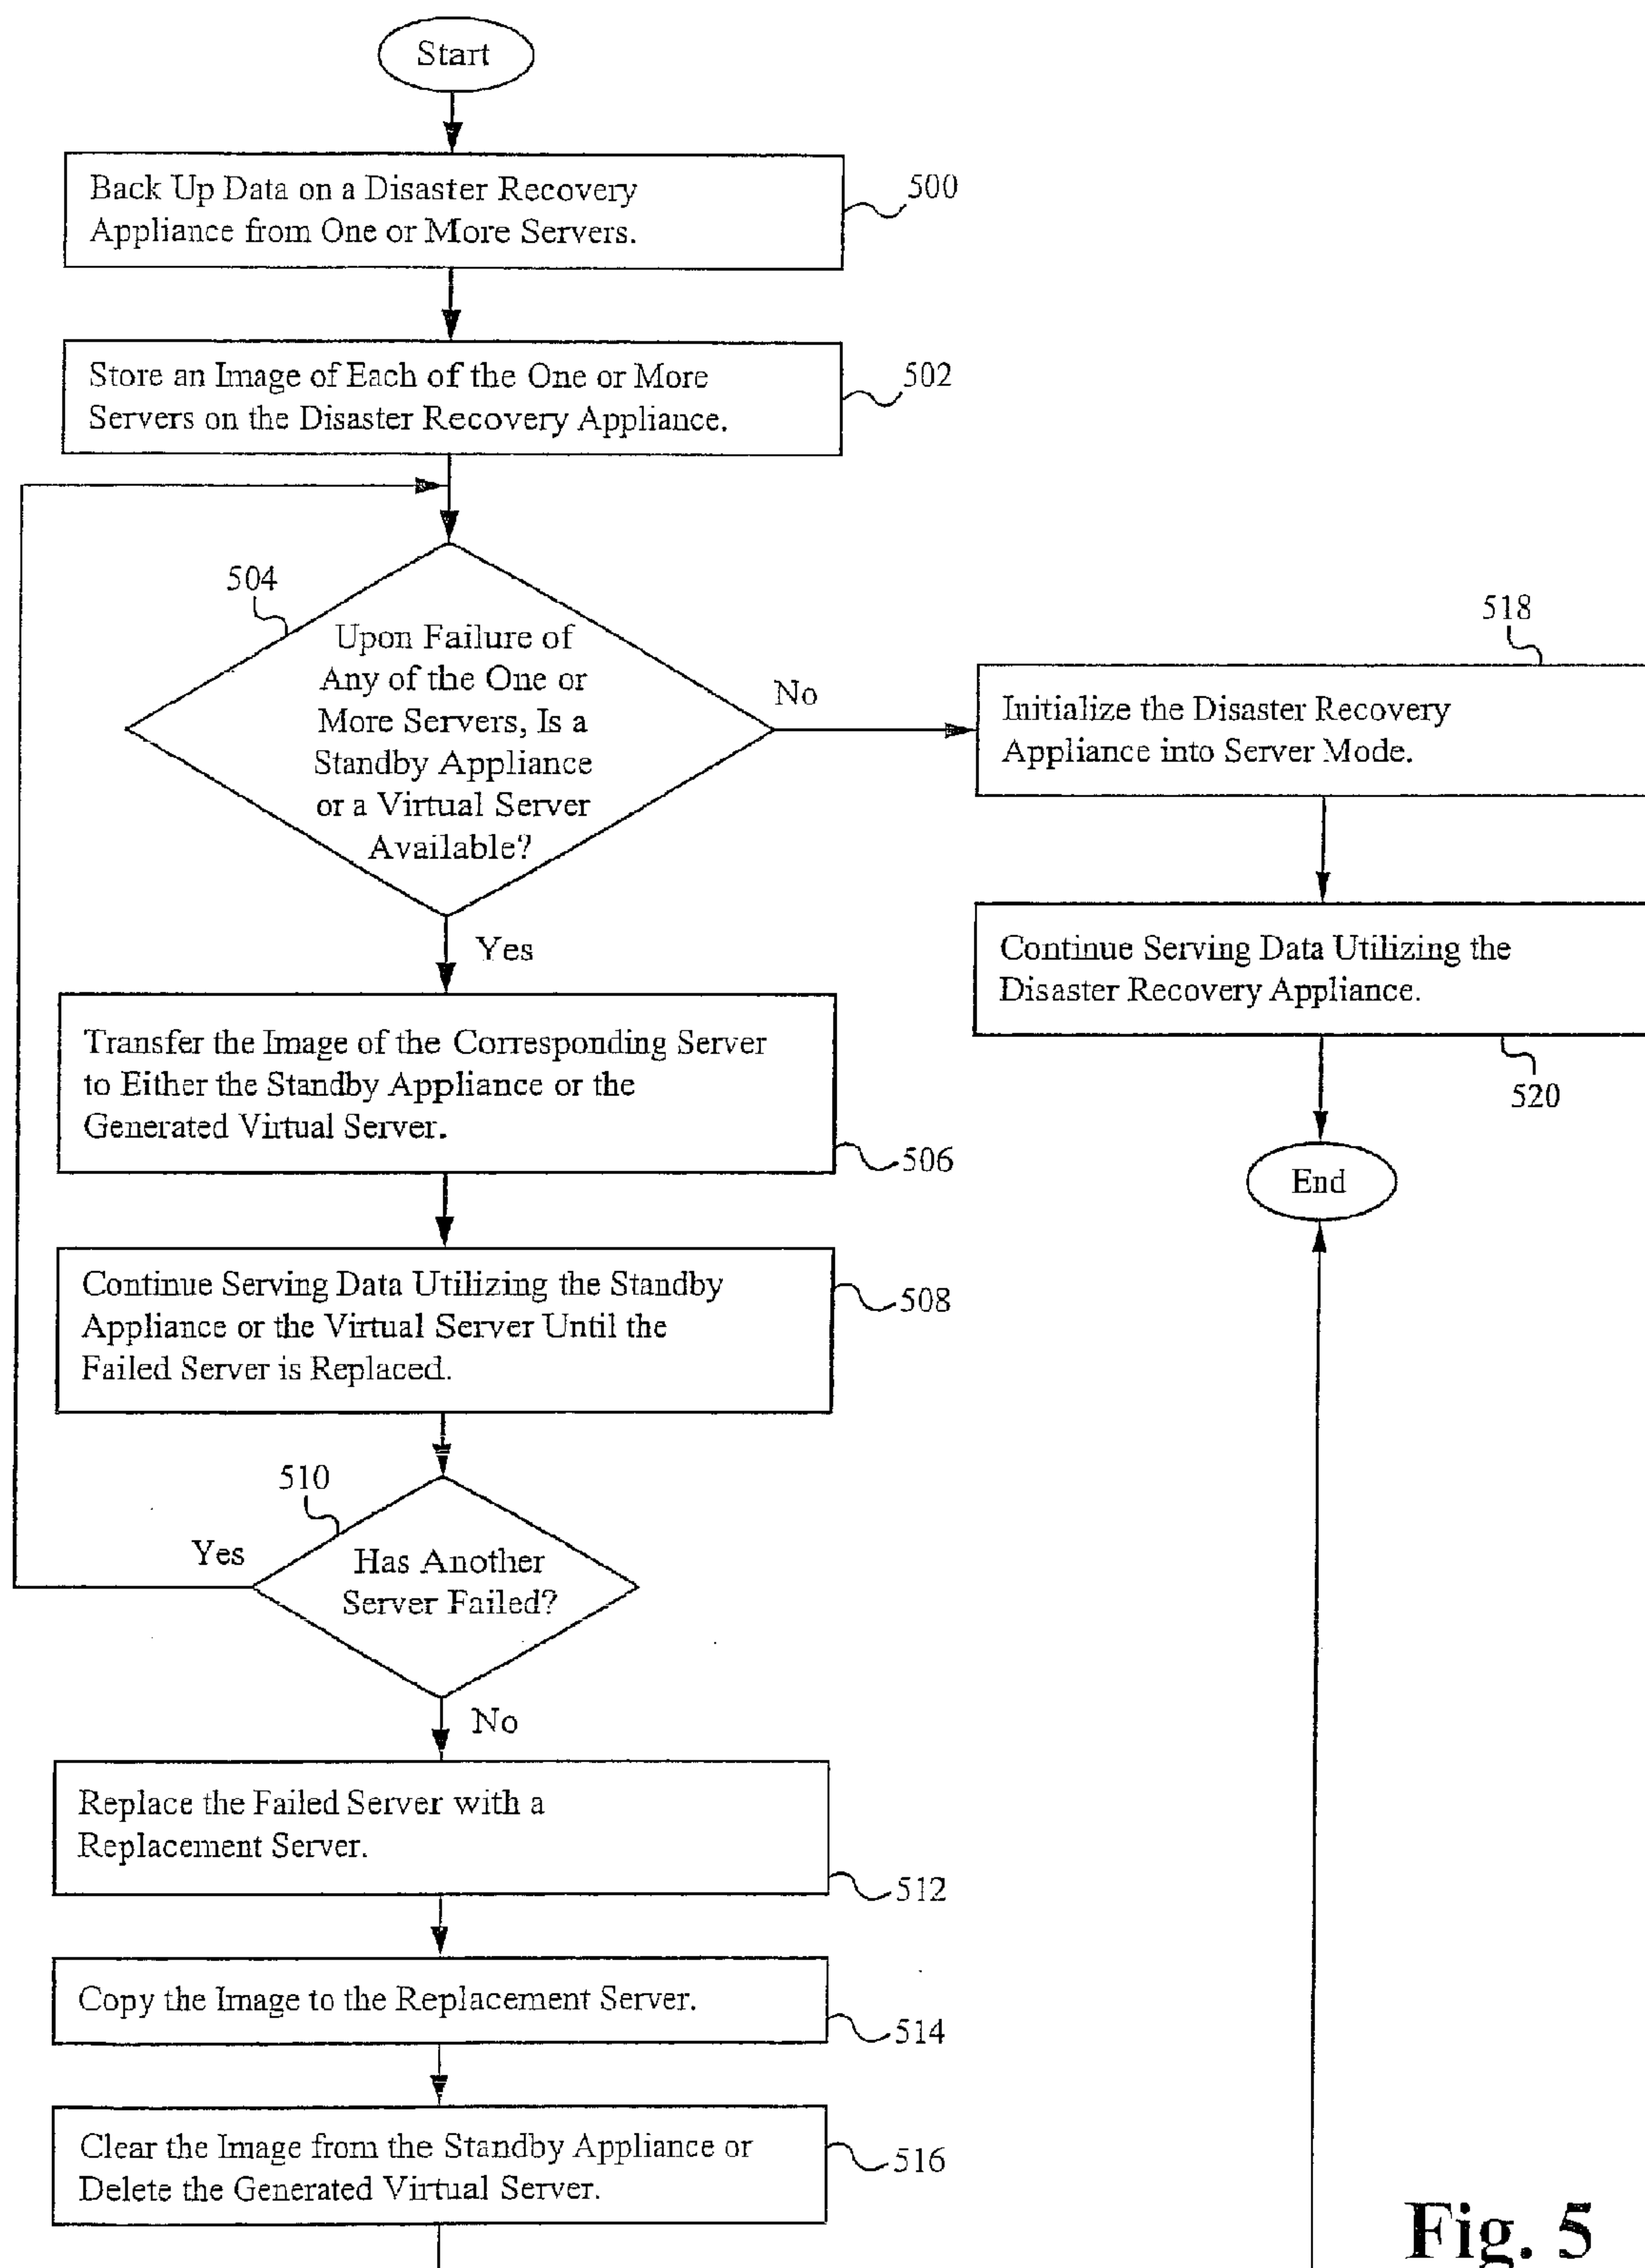 Start
Back Up Data on a Disaster Recovery
Appliance from One or More Servers.
500
Store an Image of Each of the One or More
Servers on the Disaster Recovery Appliance.
502
504
Upon Failure of
Any of the One or
More Servers, Is a
Standby Appliance
or a Virtual Server
Available?
No
Yes
518
Initialize the Disaster Recovery
Appliance into Server Mode.
Continue Serving Data Utilizing the
Disaster Recovery Appliance.
520
End
Transfer the Image of the Corresponding Server
to Either the Standby Appliance or the
Generated Virtual Server.
506
Continue Serving Data Utilizing the Standby
Appliance or the Virtual Server Until the
Failed Server is Replaced.
508
510
Has Another
Server Failed?
Yes
No
Replace the Failed Server with a
Replacement Server.
512
Copy the Image to the Replacement Server.
514
Clear the Image from the Standby Appliance or
Delete the Generated Virtual Server.
516
Fig. 5